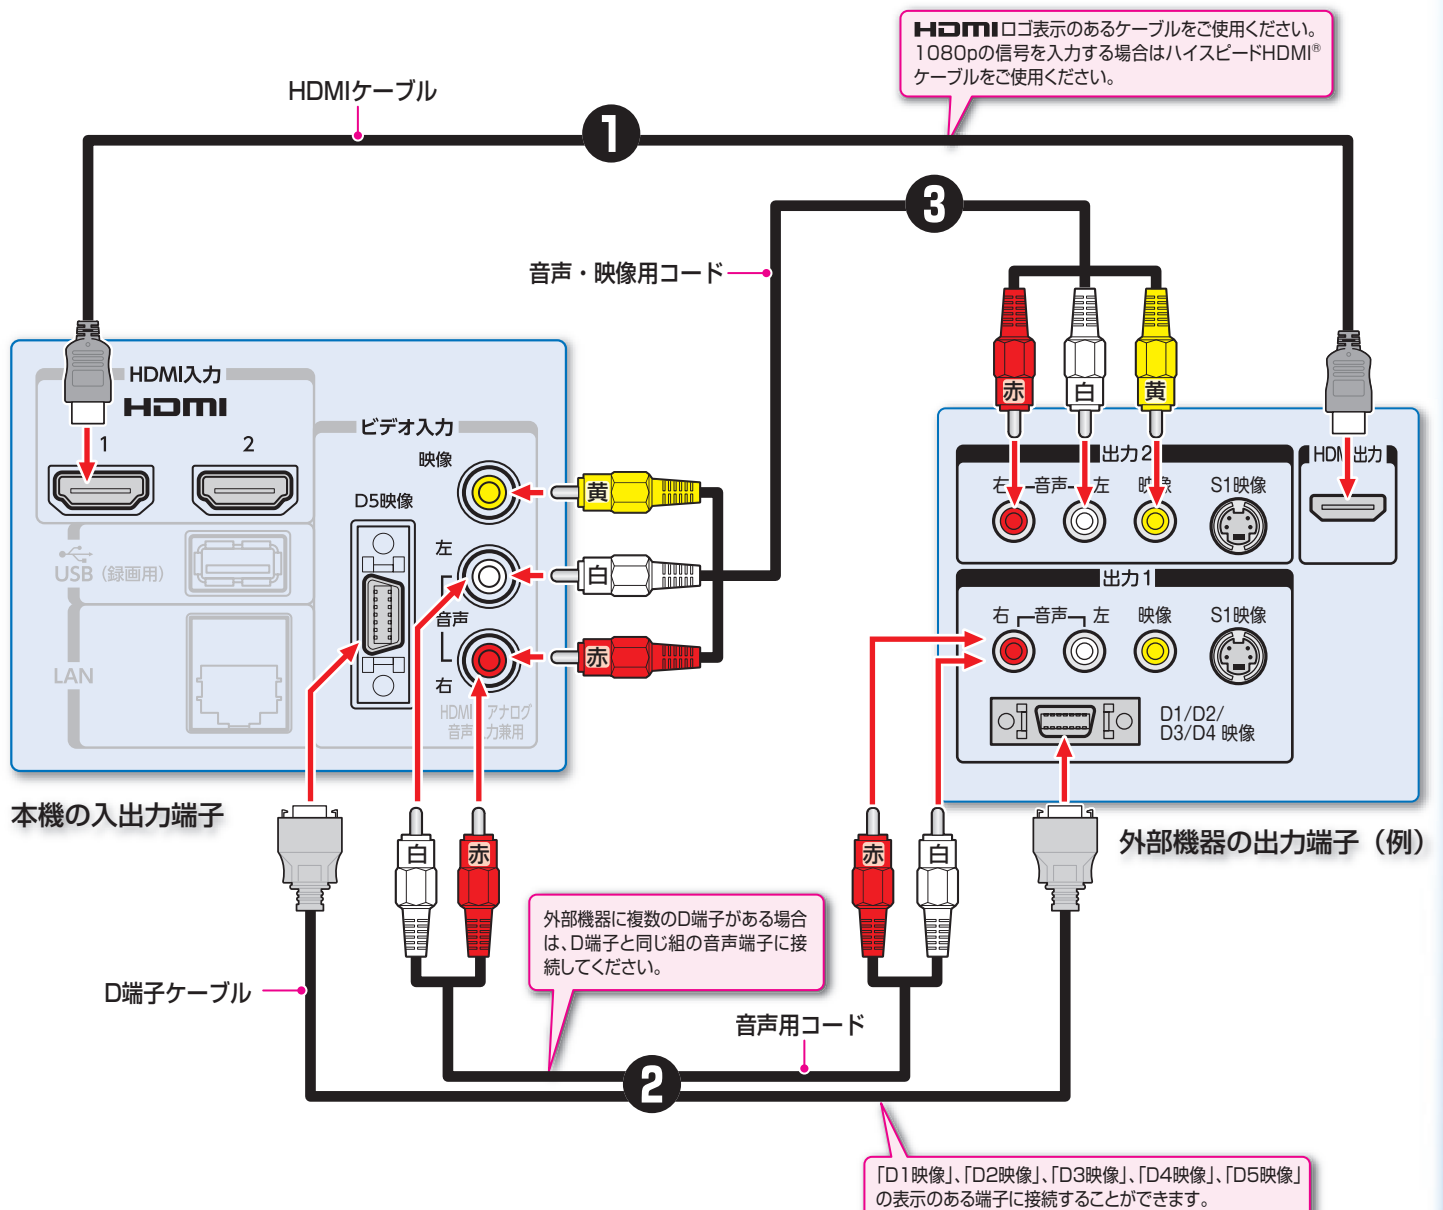 HDMIロゴ表示のあるケーブルをご使用ください。
1080pの信号を入力する場合はハイスピードHDMI®
ケーブルをご使用ください。
HDMIケーブル
1
3
音声・映像用コード
赤
白
黄
HDMI入力
HDMI
1
2
ビデオ入力
映像
D5映像
左
音声
右
USB（録画用）
LAN
黄
白
赤
出力2
右
音声
左
S1映像
出力1
右
音声
左
映像
S1映像
D1/D2/
D3/D4 映像
本機の入出力端子
外部機器の出力端子（例）
白
赤
赤
白
外部機器に複数のD端子がある場合
は、D端子と同じ組の音声端子に接
続してください。
D端子ケーブル
音声用コード
2
「D1映像」、「D2映像」、「D3映像」、「D4映像」、「D5映像」
の表示のある端子に接続することができます。